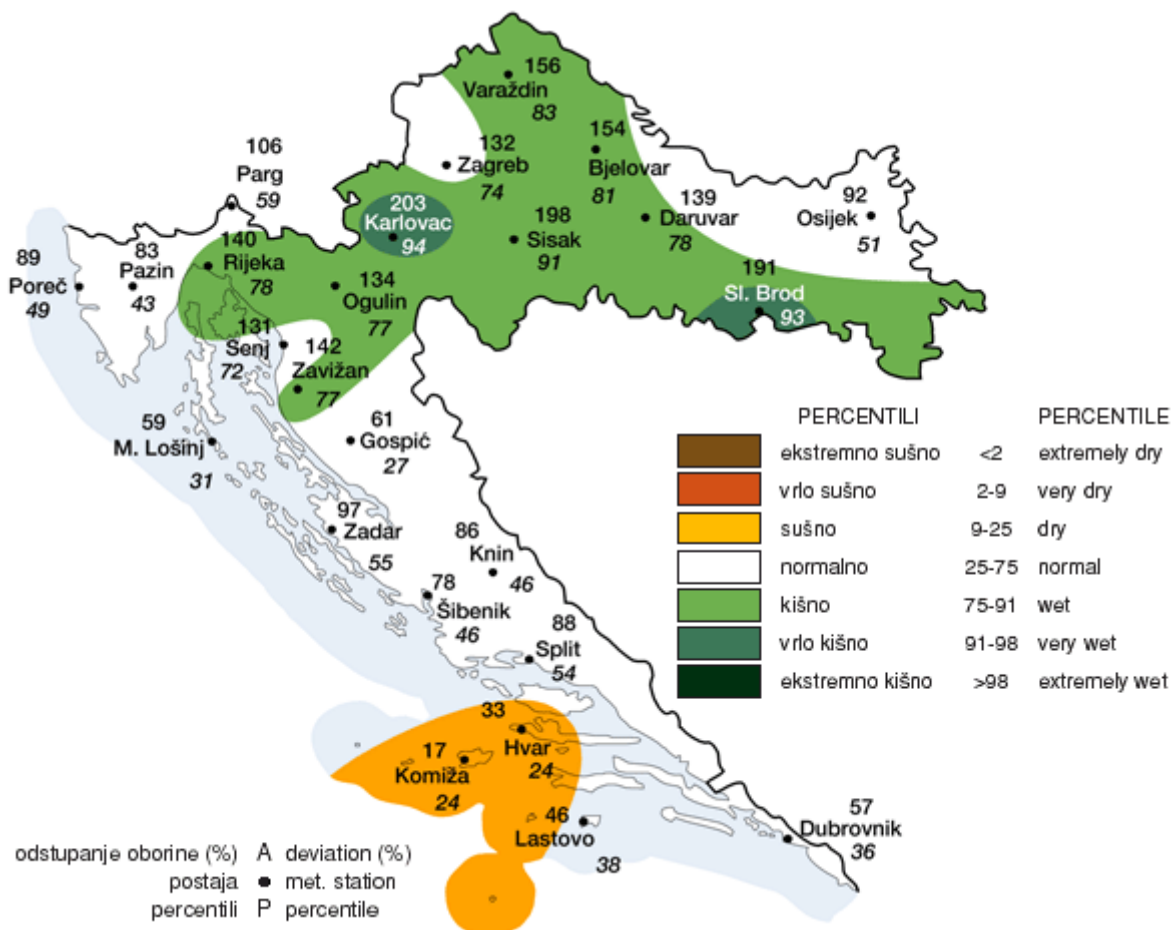 156
Varaždin
83
154
Bjelovar
81
132
Zagreb
74
106
Parg
59
203
Karlovac
94
198
Sisak
91
139
Daruvar
78
92
Osijek
51
89
Poreč
49
83
Pazin
43
140
Rijeka
78
134
Ogulin
77
191
Sl. Brod
93
131
Senj
72
142
Zavižan
77
59
M. Lošinj
31
61
Gospić
27
97
Zadar
55
86
Knin
46
78
Šibenik
46
88
Split
54
33
Hvar
24
17
Komiža
24
46
Lastovo
38
57
Dubrovnik
36
PERCENTILI PERCENTILE
ekstremno sušno <2 extremely dry
vrlo sušno 2-9 very dry
sušno 9-25 dry
normalno 25-75 normal
kišno 75-91 wet
vrlo kišno 91-98 very wet
ekstremno kišno >98 extremely wet
odstupanje oborine (%) A deviation (%)
postaja ● met. station
percentili P percentile